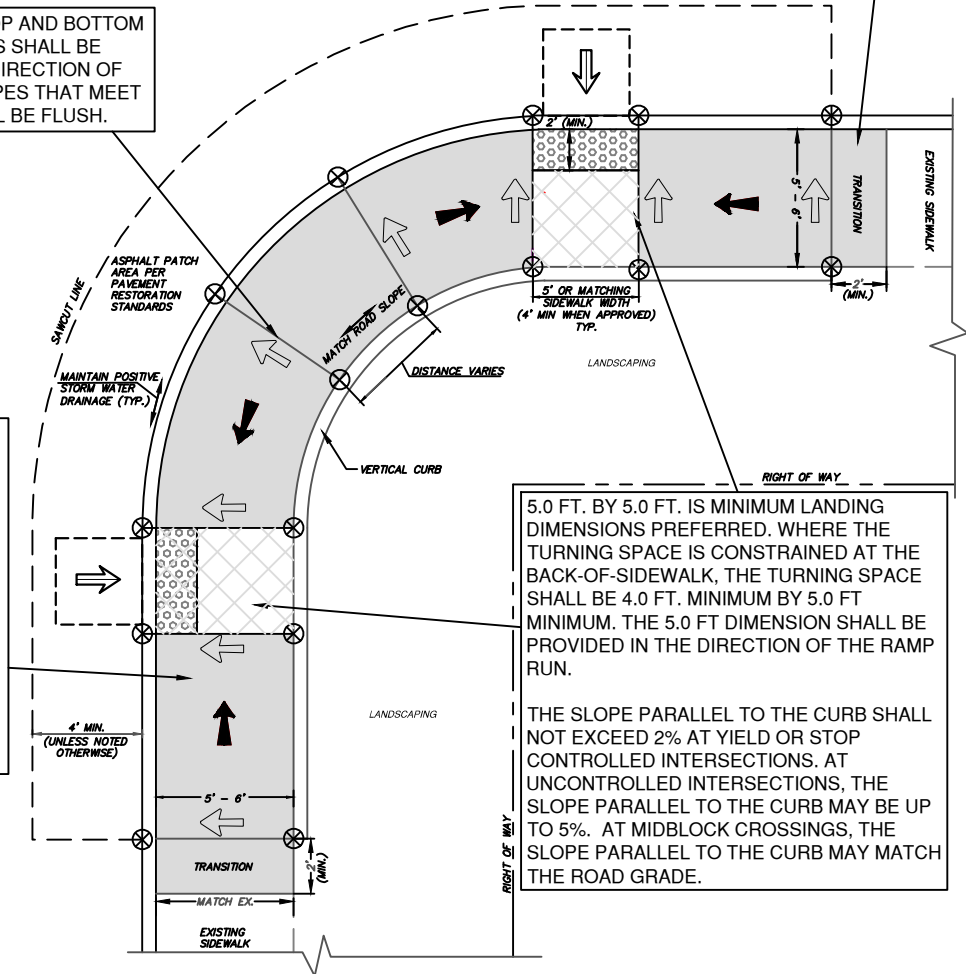 OP AND BOTTOM
S SHALL BE
DIRECTION OF
PES THAT MEET
L BE FLUSH.
2' (MIN.)
5' - 6'
TRANSITION
EXISTING SIDEWALK
2'
(MIN.)
5' OR MATCHING
SIDEWALK WIDTH
(4' MIN WHEN APPROVED)
TYP.
ASPHALT PATCH
AREA PER
PAVEMENT
RESTORATION
STANDARDS
SAWCUT LINE
MATCH ROAD SLOPE
LANDSCAPING
DISTANCE VARIES
MAINTAIN POSITIVE
STORM WATER
DRAINAGE (TYP.)
VERTICAL CURB
RIGHT OF WAY
5.0 FT. BY 5.0 FT. IS MINIMUM LANDING
DIMENSIONS PREFERRED. WHERE THE
TURNING SPACE IS CONSTRAINED AT THE
BACK-OF-SIDEWALK, THE TURNING SPACE
SHALL BE 4.0 FT. MINIMUM BY 5.0 FT
MINIMUM. THE 5.0 FT DIMENSION SHALL BE
PROVIDED IN THE DIRECTION OF THE RAMP
RUN.
THE SLOPE PARALLEL TO THE CURB SHALL
NOT EXCEED 2% AT YIELD OR STOP
CONTROLLED INTERSECTIONS. AT
UNCONTROLLED INTERSECTIONS, THE
SLOPE PARALLEL TO THE CURB MAY BE UP
TO 5%. AT MIDBLOCK CROSSINGS, THE
SLOPE PARALLEL TO THE CURB MAY MATCH
THE ROAD GRADE.
LANDSCAPING
4' MIN.
(UNLESS NOTED
OTHERWISE)
5' - 6'
RIGHT OF WAY
TRANSITION
2'
(MIN.)
MATCH EX.
EXISTING
SIDEWALK